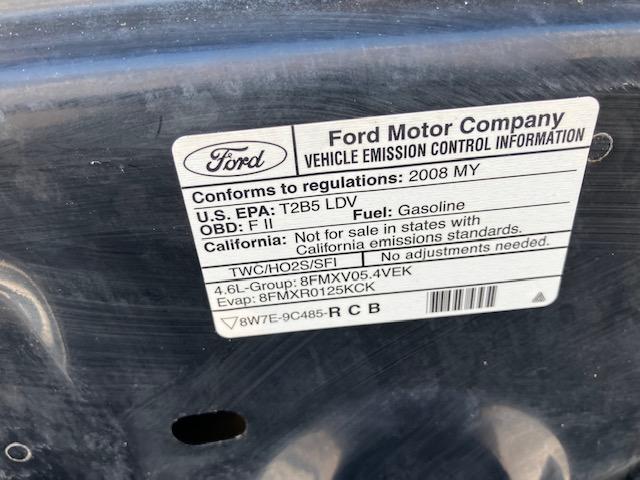 Ford
Ford Motor Company
VEHICLE EMISSION CONTROL INFORMATION
Conforms to regulations: 2008 MY
U.S. EPA: T2B5 LDV
OBD: F II Fuel: Gasoline
California: Not for sale in states with
California emissions standards.
TWC/HO2S/SFI No adjustments needed.
4.6L-Group: 8FMXV05.4VEK
Evap: 8FMXR0125KCK
8W7E-9C485-R C B